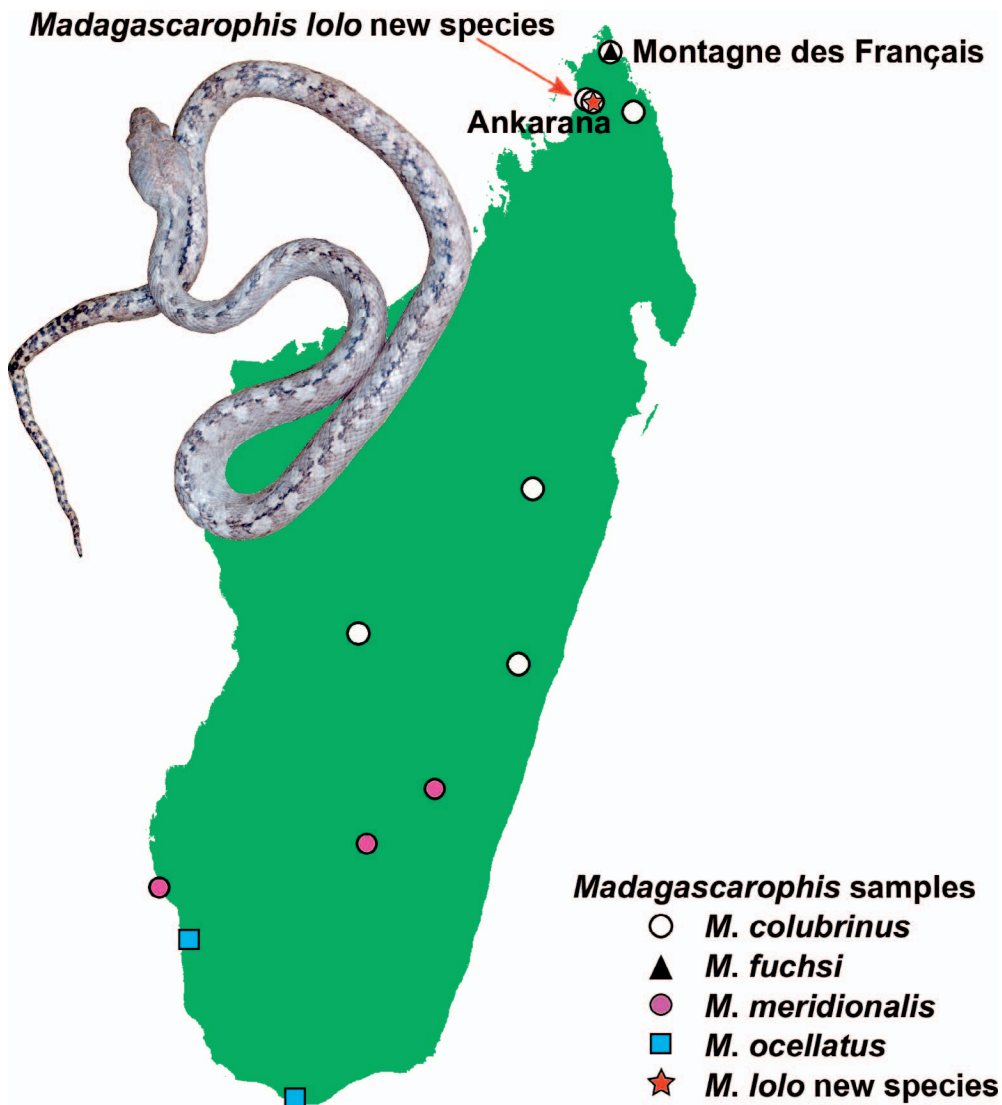 Madagascarophis lolo new species
Montagne des Français
Ankarana
Madagascarophis samples
M. colubrinus
M. fuchsi
M. meridionalis
M. ocellatus
M. lolo new species